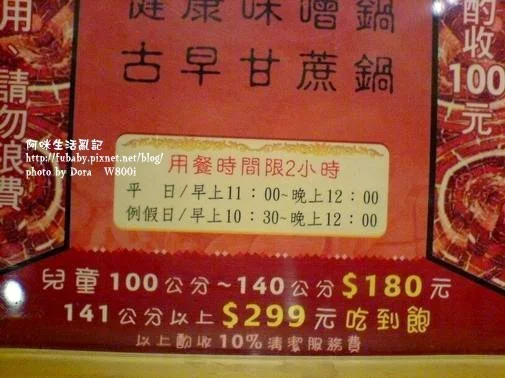 健康味噌鍋
古早甘蔗鍋
用、請勿浪費
酌收100元
阿咪生活亂記
http://fubaby.pixnet.net/blog/
photo by Dora W800i
用餐時間限2小時
平 日/早上11：00~晚上12：00
例假日/早上10：30~晚上12：00
兒童100公分~140公分$180元
141公分以上$299元吃到飽
以上酌收10%清潔服務費